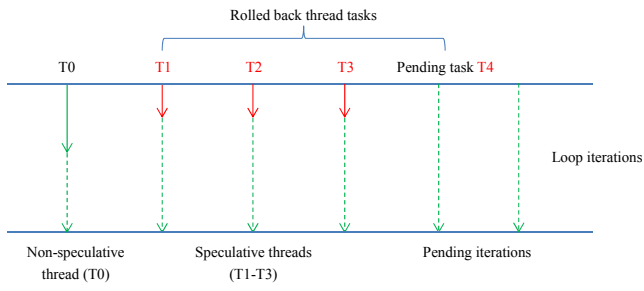 Rolled back thread tasks
T0 T1 T2 T3 Pending task T4
Loop iterations
Non-speculative Speculative threads Pending iterations
thread (T0) (T1-T3)